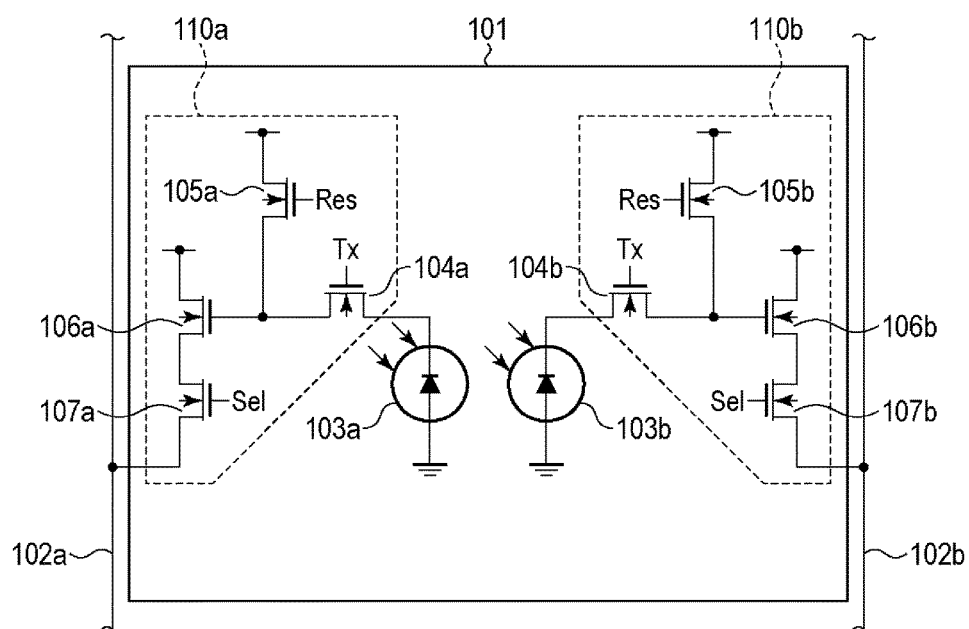 110a 101 110b
105a Res Res 105b
Tx 104a 104b Tx
106a 106b
107a Sel 103a 103b Sel 107b
102a 102b